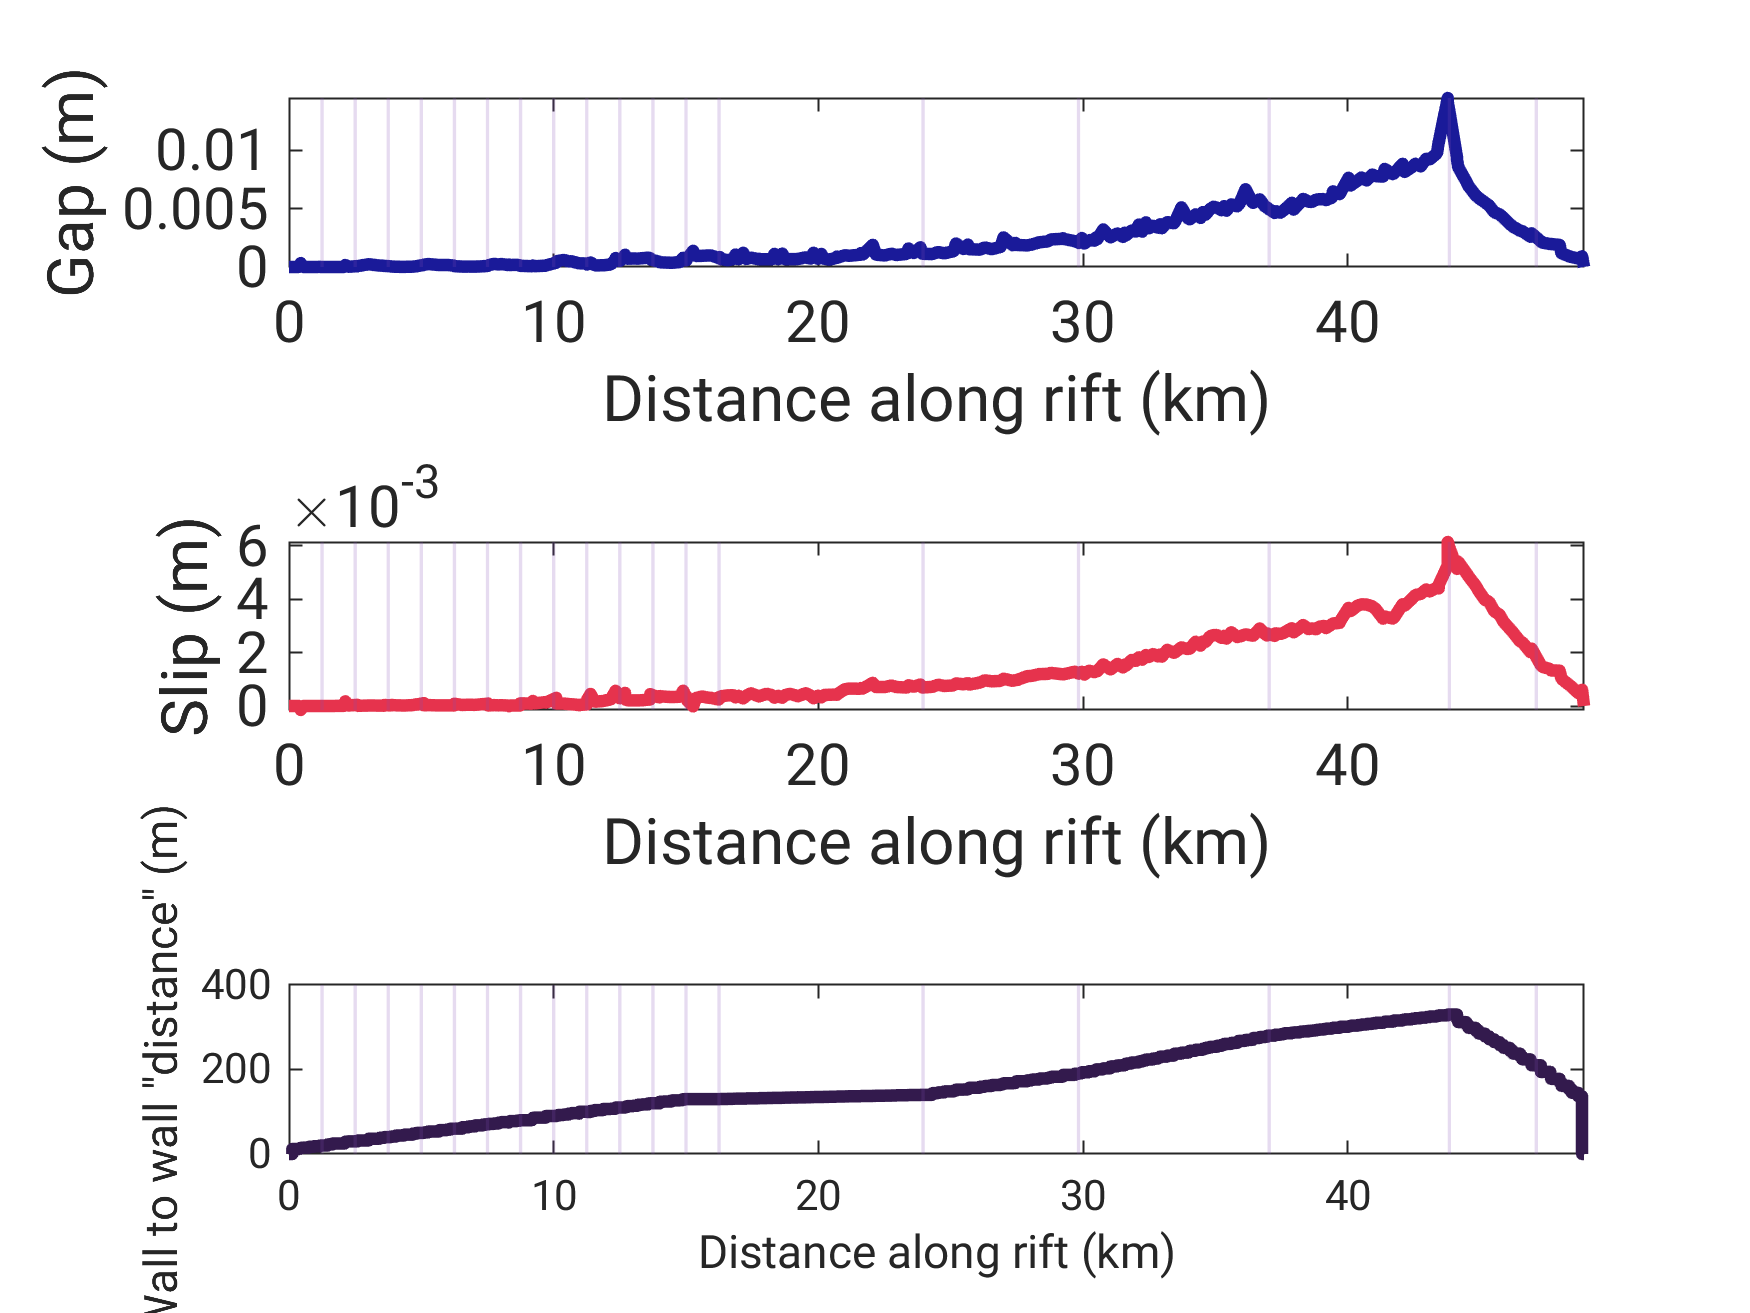 Gap (m)
0.01
0.005
0
0 10 20 30 40
Distance along rift (km)
×10-3
Slip (m)
6
4
2
0
0 10 20 30 40
Distance along rift (km)
to wall "distance" (m)
400
200
0
0 10 20 30 40
Distance along rift (km)